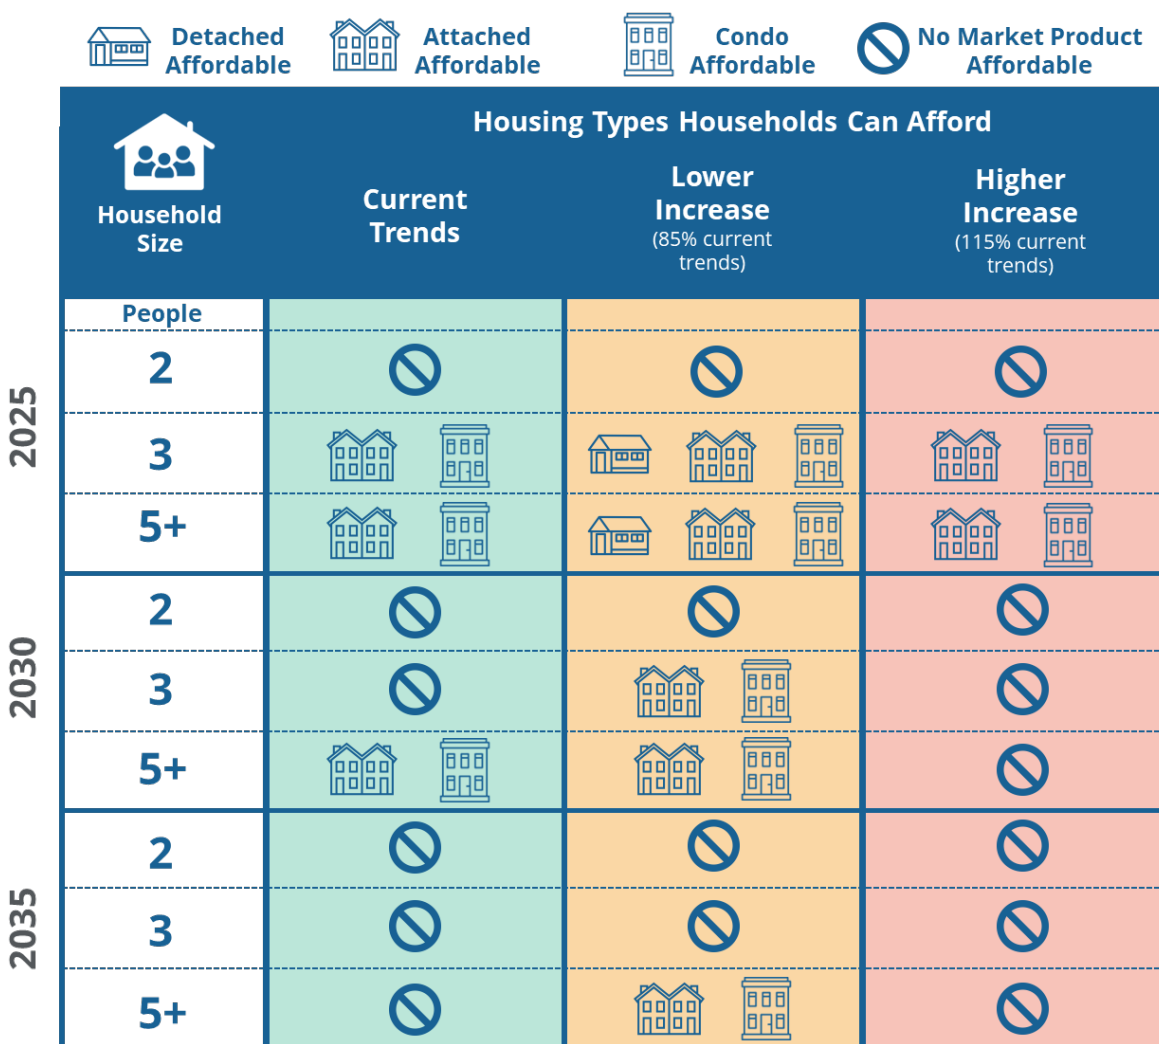 Detached
Affordable
Attached
Affordable
Condo
Affordable
No Market Product
Affordable
Housing Types Households Can Afford
Household
Size
Current
Trends
Lower
Increase
(85% current
trends)
Higher
Increase
(115% current
trends)
People
2025
2
3
5+
2030
2
3
5+
2035
2
3
5+